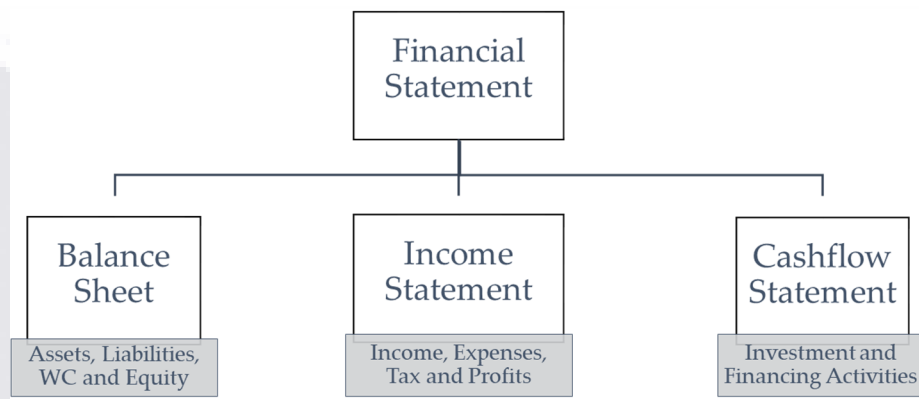 Financial
Statement
Balance
Sheet
Assets, Liabilities,
WC and Equity
Income
Statement
Income, Expenses,
Tax and Profits
Cashflow
Statement
Investment and
Financing Activities